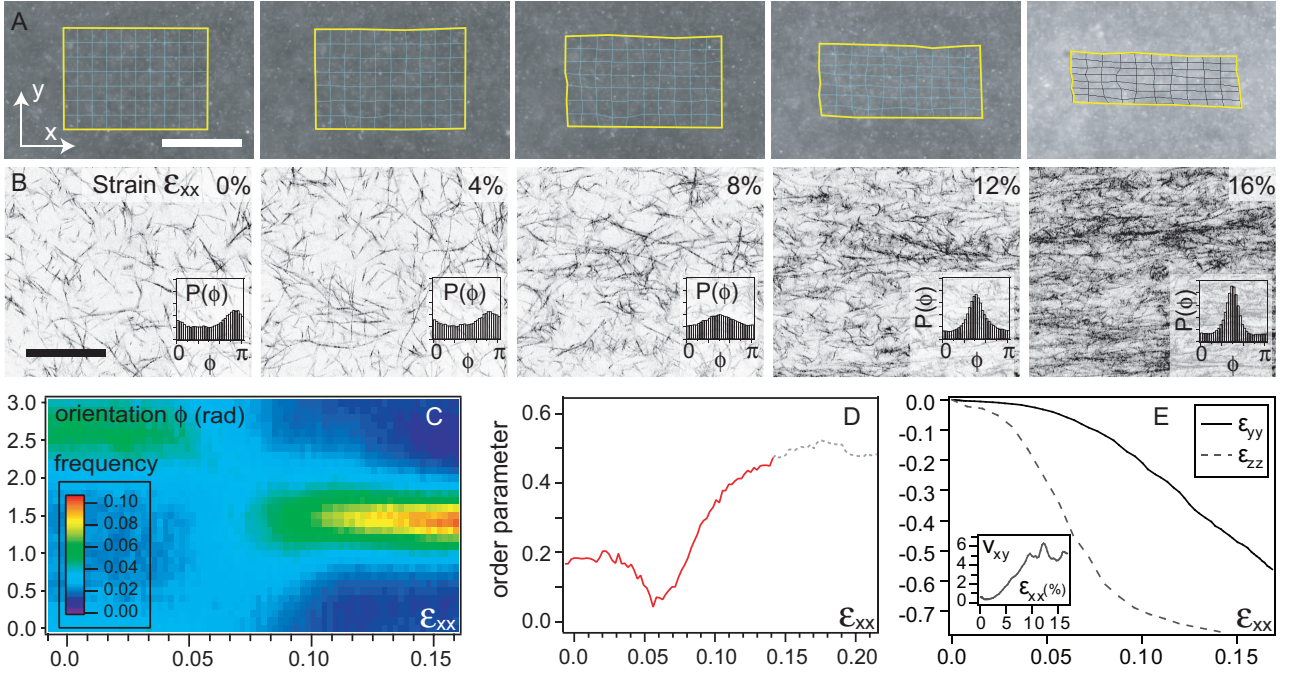 A
y
x
B
Strain εxx 0%
4%
8%
12%
16%
P(ϕ)
0
π
ϕ
P(ϕ)
0
π
ϕ
P(ϕ)
0
π
ϕ
P(ϕ)
0
π
ϕ
P(ϕ)
0
π
ϕ
C
orientation ϕ (rad)
frequency
0.10
0.08
0.06
0.04
0.02
0.00
3.0
2.5
2.0
1.5
1.0
0.5
0.0
εxx
0.0
0.05
0.10
0.15
D
order parameter
0.6
0.4
0.2
0.0
εxx
0.0
0.05
0.10
0.15
0.20
E
0.0
-0.1
-0.2
-0.3
-0.4
-0.5
-0.6
-0.7
εyy
εzz
νxy
6
4
2
0
εxx(%)
0 5 10 15
εxx
0.0
0.05
0.10
0.15